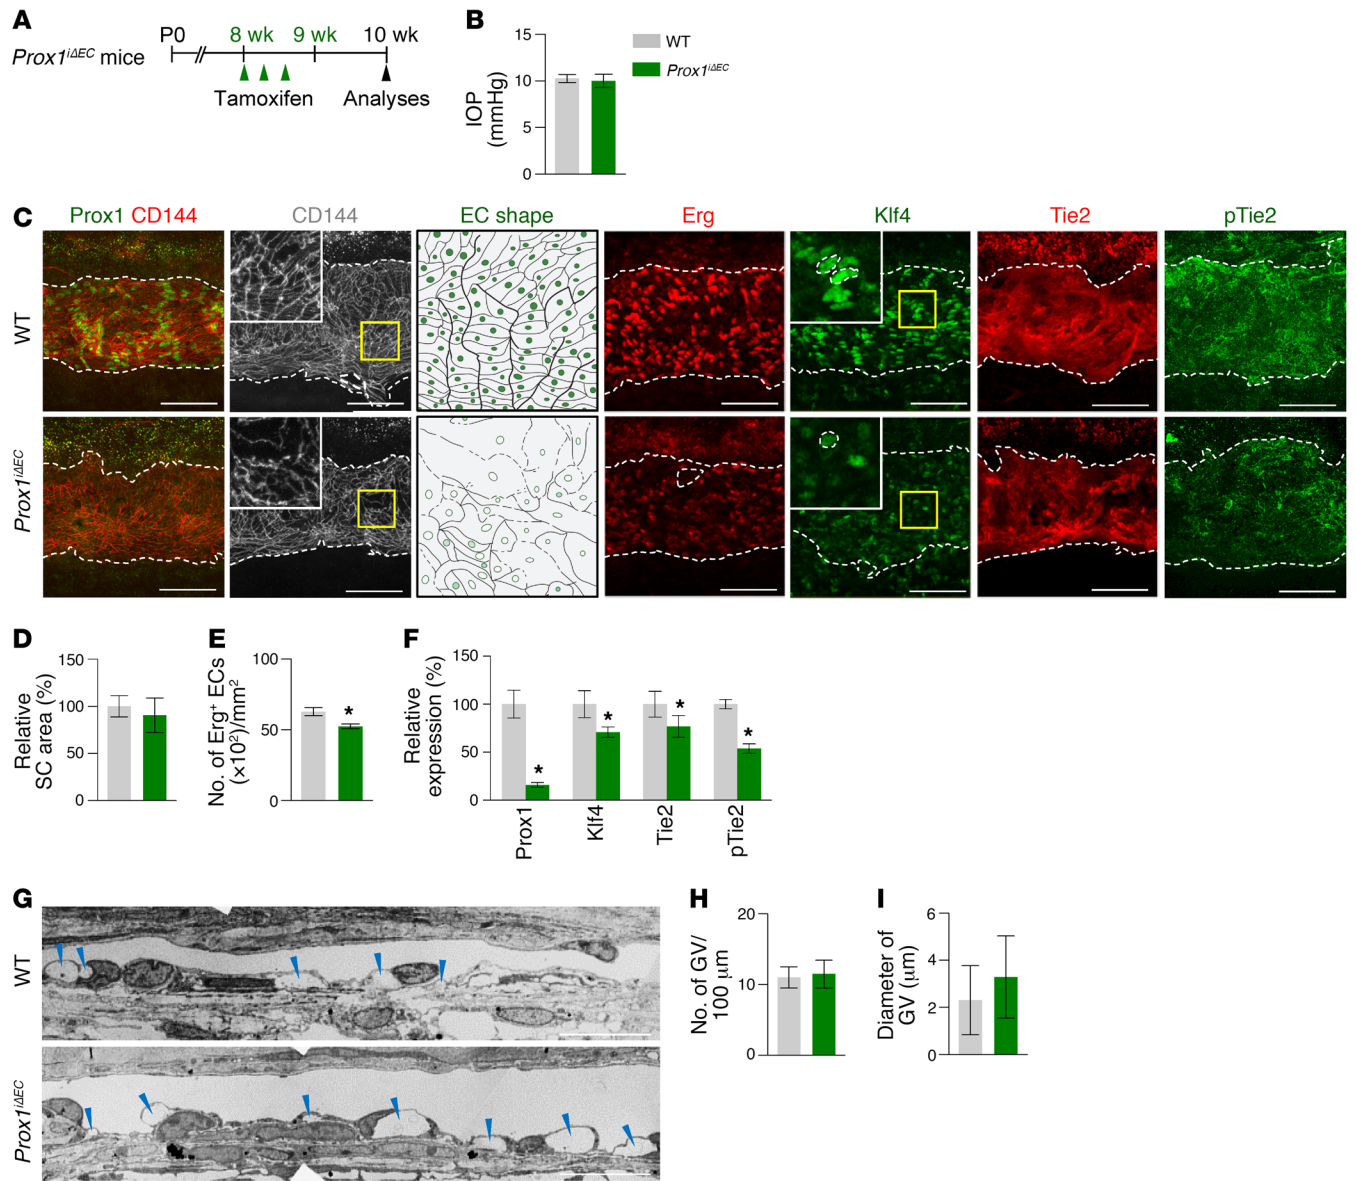 A
P0
8 wk
9 wk
10 wk
Prox1iΔEC mice
Tamoxifen
Analyses
B
15
10
5
0
IOP
(mmHg)
WT
Prox1iΔEC
C
Prox1 CD144
CD144
EC shape
Erg
Klf4
Tie2
pTie2
WT
Prox1iΔEC
D
150
100
50
0
Relative
SC area (%)
E
100
50
0
No. of Erg+ ECs
(×10²)/mm²
*
F
150
100
50
0
Relative
expression (%)
*
*
*
*
Prox1
Klf4
Tie2
pTie2
G
WT
Prox1iΔEC
H
20
10
0
No. of GV/
100 μm
I
6
4
2
0
Diameter of
GV (μm)